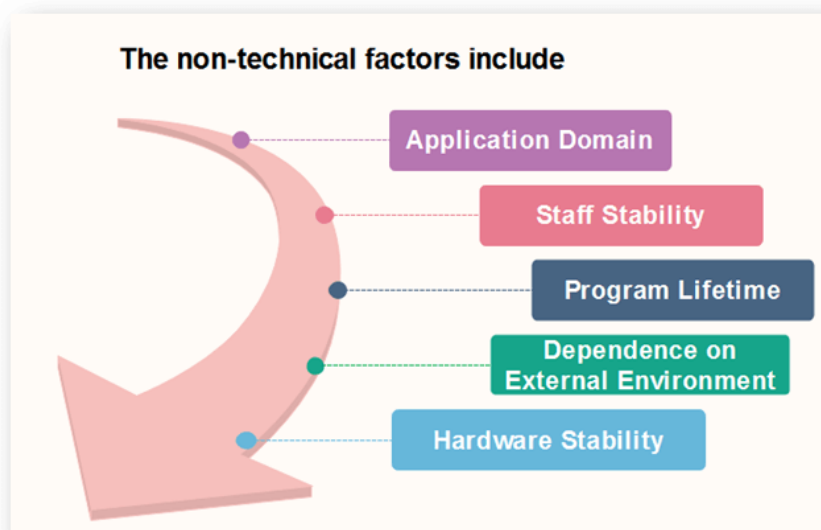 The non-technical factors include
Application Domain
Staff Stability
Program Lifetime
Dependence on
External Environment
Hardware Stability